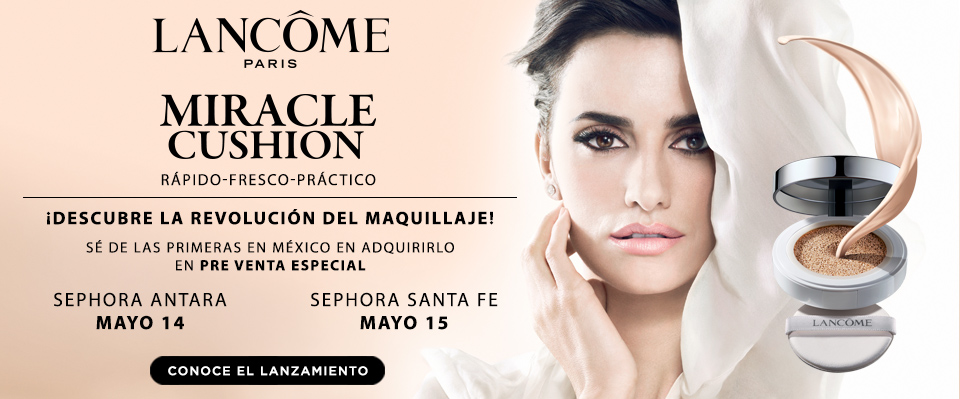 LANCÔME
PARIS
MIRACLE
CUSHION
RÁPIDO-FRESCO-PRÁCTICO
¡DESCUBRE LA REVOLUCIÓN DEL MAQUILLAJE!
SÉ DE LAS PRIMERAS EN MÉXICO EN ADQUIRIRLO
EN PRE VENTA ESPECIAL
SEPHORA ANTARA
MAYO 14
SEPHORA SANTA FE
MAYO 15
CONOCE EL LANZAMIENTO
LANCÔME